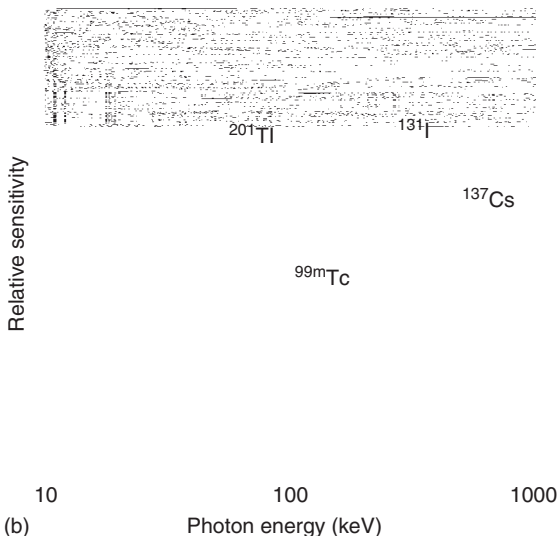 ²⁰¹Tl
¹³¹I
¹³⁷Cs
⁹⁹ᵐTc
Relative sensitivity
10 100 1000
(b) Photon energy (keV)